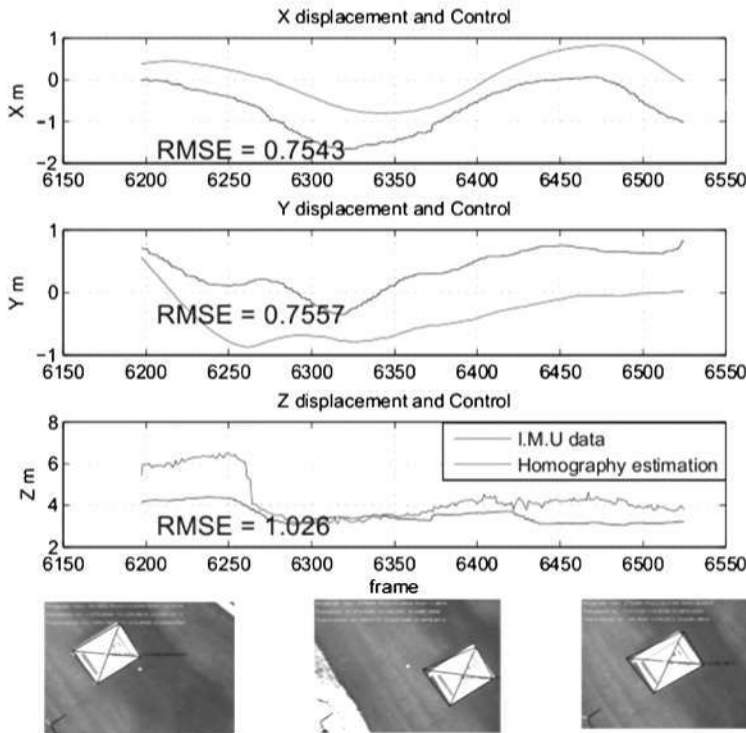 X displacement and Control
1
0
-1
-2
X m
RMSE = 0.7543
6150 6200 6250 6300 6350 6400 6450 6500 6550
Y displacement and Control
1
0
-1
Y m
RMSE = 0.7557
6150 6200 6250 6300 6350 6400 6450 6500 6550
Z displacement and Control
8
6
4
2
Z m
I.M.U data
Homography estimation
RMSE = 1.026
6150 6200 6250 6300 6350 6400 6450 6500 6550
frame